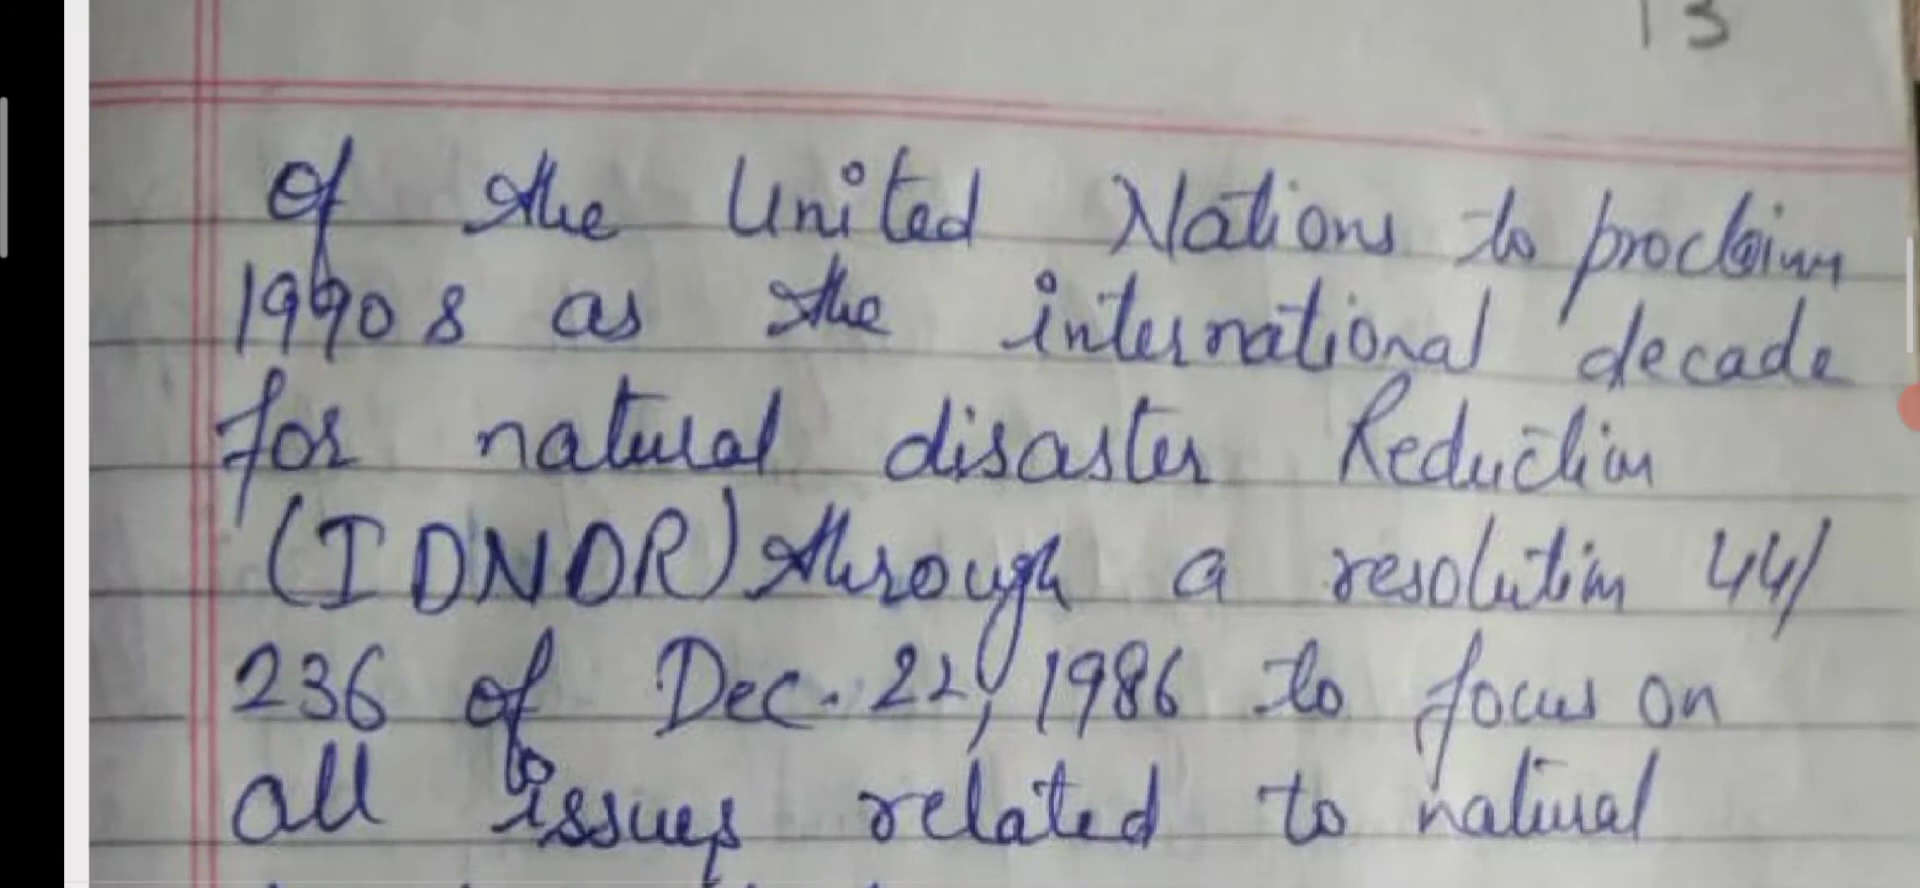 13
of the United Nations to proclaim
1990s as the international decade
for natural disaster Reduction
(IDNDR) through a resolution 44/
236 of Dec. 22, 1986 to focus on
all issues related to natural